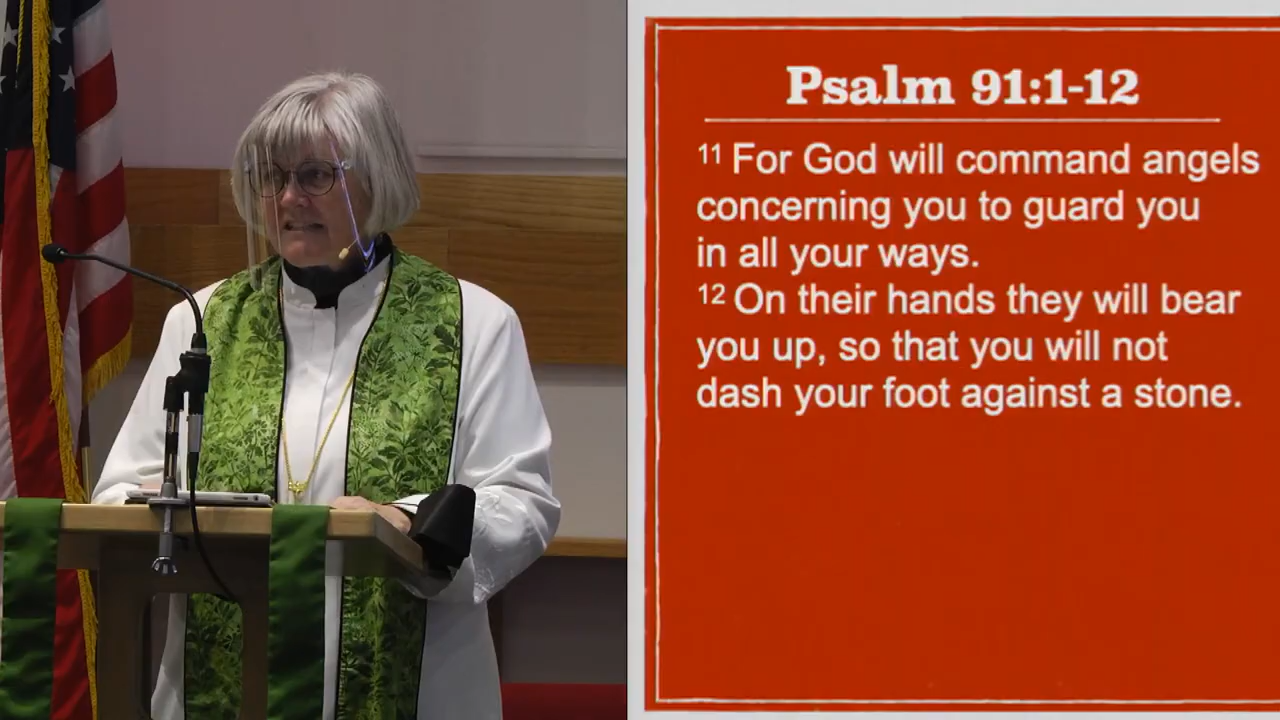 Psalm 91:1-12
11 For God will command angels
concerning you to guard you
in all your ways.
12 On their hands they will bear
you up, so that you will not
dash your foot against a stone.